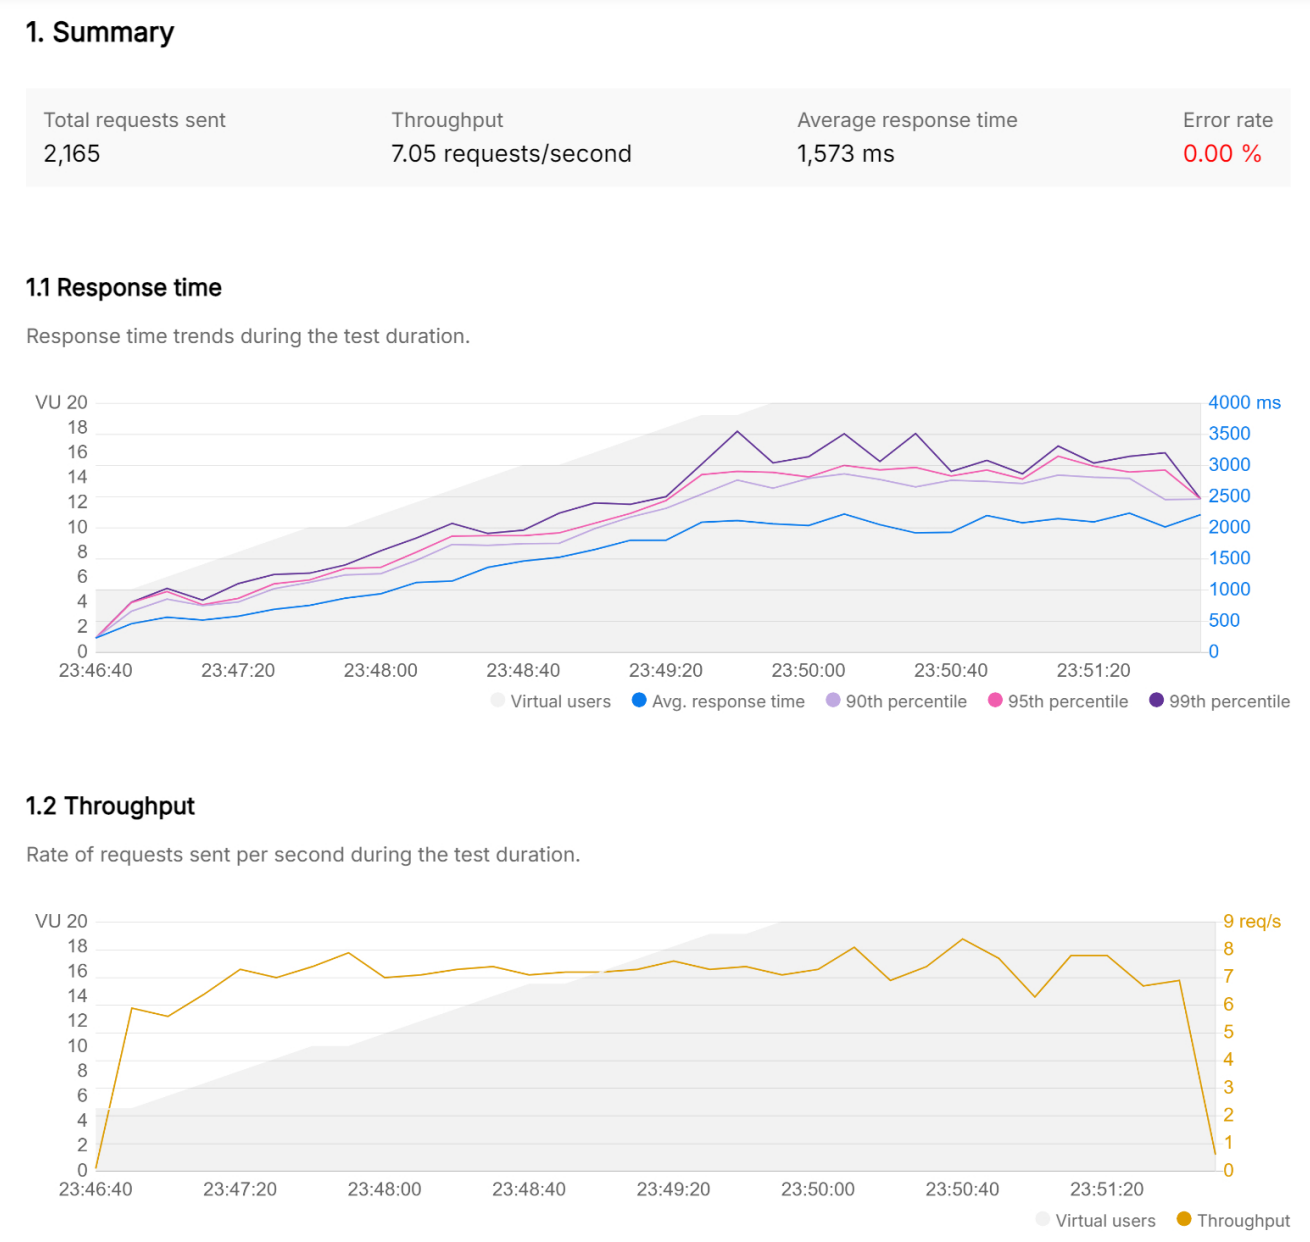 1. Summary
Total requests sent Throughput Average response time Error rate
2,165 7.05 requests/second 1,573 ms 0.00 %
1.1 Response time
Response time trends during the test duration.
VU 20 4000 ms
18 3500
16 3000
14 2500
12 2000
10 1500
8 1000
6 500
4 0
2
0
23:46:40 23:47:20 23:48:00 23:48:40 23:49:20 23:50:00 23:50:40 23:51:20
Virtual users Avg. response time 90th percentile 95th percentile 99th percentile
1.2 Throughput
Rate of requests sent per second during the test duration.
VU 20 9 req/s
18 8
16 7
14 6
12 5
10 4
8 3
6 2
4 1
2 0
0
23:46:40 23:47:20 23:48:00 23:48:40 23:49:20 23:50:00 23:50:40 23:51:20
Virtual users Throughput